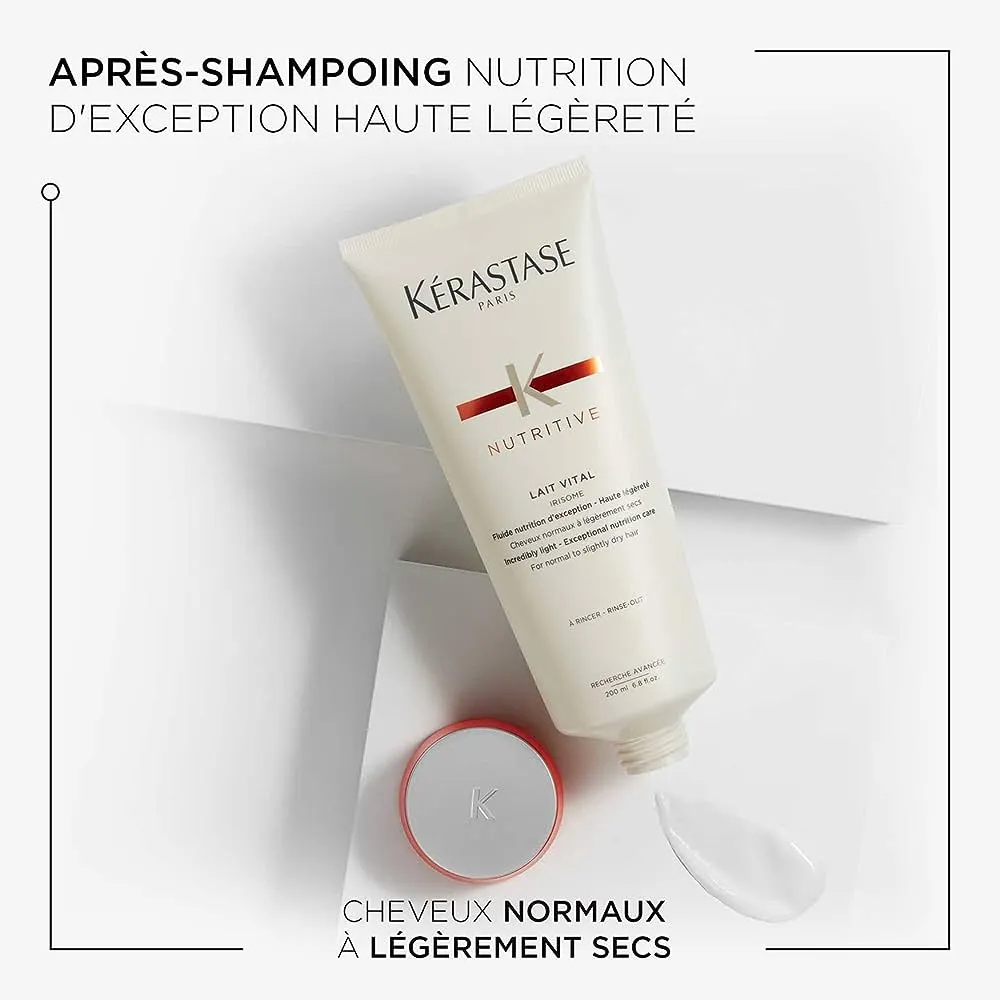 APRÈS-SHAMPOING NUTRITION
D'EXCEPTION HAUTE LÉGÈRETÉ
KÉRASTASE
PARIS
K
NUTRITIVE
LAIT VITAL
IRISOME
Fluide nutrition d'exception - Haute légèreté
Cheveux normaux à légèrement secs
Incredibly light - Exceptional nutrition care
For normal to slightly dry hair
À RINCER - RINSE-OUT
RECHERCHE AVANCÉE
200 ml 6.8 fl.oz.
K
CHEVEUX NORMAUX
À LÉGÈREMENT SECS